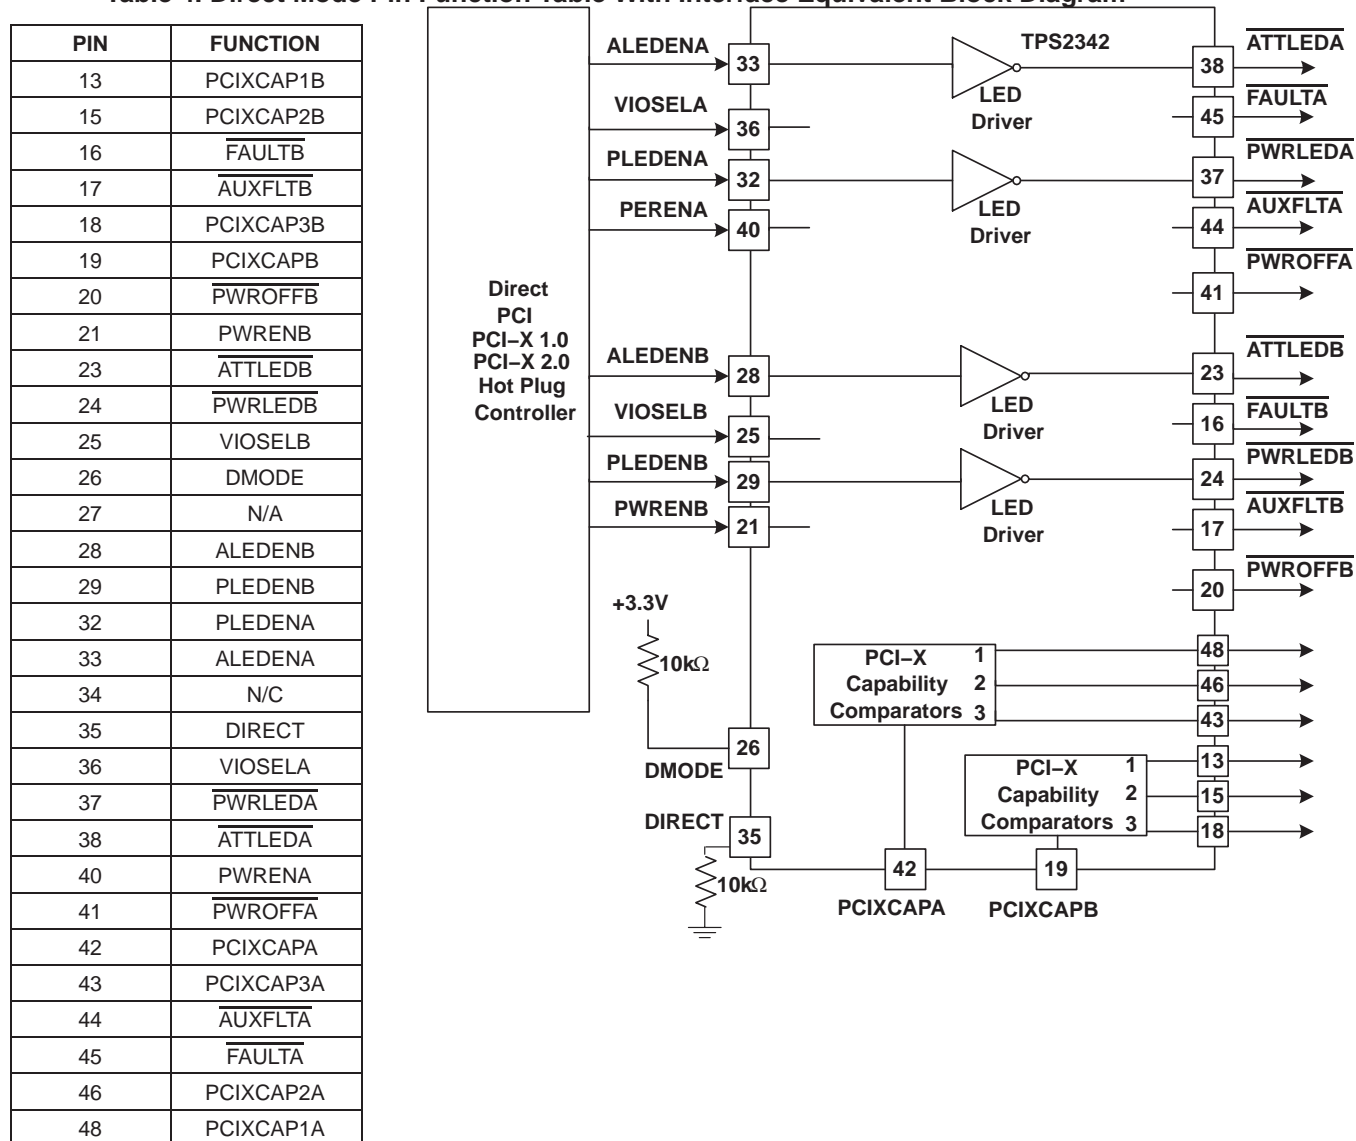 Table 4. Direct Mode Pin Function Table With Interface Equivalent Block Diagram
PIN FUNCTION
13 PCIXCAP1B
15 PCIXCAP2B
16 FAULTB
17 AUXFLTB
18 PCIXCAP3B
19 PCIXCAPB
20 PWROFFB
21 PWRENB
23 ATTLEDB
24 PWRLEDB
25 VIOSELB
26 DMODE
27 N/A
28 ALEDENB
29 PLEDENB
32 PLEDENA
33 ALEDENA
34 N/C
35 DIRECT
36 VIOSELA
37 PWRLEDA
38 ATTLEDA
40 PWRENA
41 PWROFFA
42 PCIXCAPA
43 PCIXCAP3A
44 AUXFLTA
45 FAULTA
46 PCIXCAP2A
48 PCIXCAP1A
Direct
PCI
PCI–X 1.0
PCI–X 2.0
Hot Plug
Controller
ALEDENA
33
VIOSELA
36
PLEDENA
32
PERENA
40
ALEDENB
28
VIOSELB
25
PLEDENB
29
PWRENB
21
+3.3V
10kΩ
26
DMODE
DIRECT
35
10kΩ
TPS2342
LED
Driver
LED
Driver
LED
Driver
LED
Driver
38
ATTLEDA
45
FAULTA
37
PWRLEDA
44
AUXFLTA
41
PWROFFA
23
ATTLEDB
16
FAULTB
24
PWRLEDB
17
AUXFLTB
20
PWROFFB
PCI–X 1
Capability 2
Comparators 3
48
46
43
PCI–X 1
Capability 2
Comparators 3
13
15
18
42
PCIXCAPA
19
PCIXCAPB